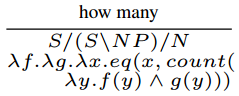 how many
S/(S\NP)/N
λf.λg.λx.eq(x, count(
λy.f(y) ∧ g(y)))